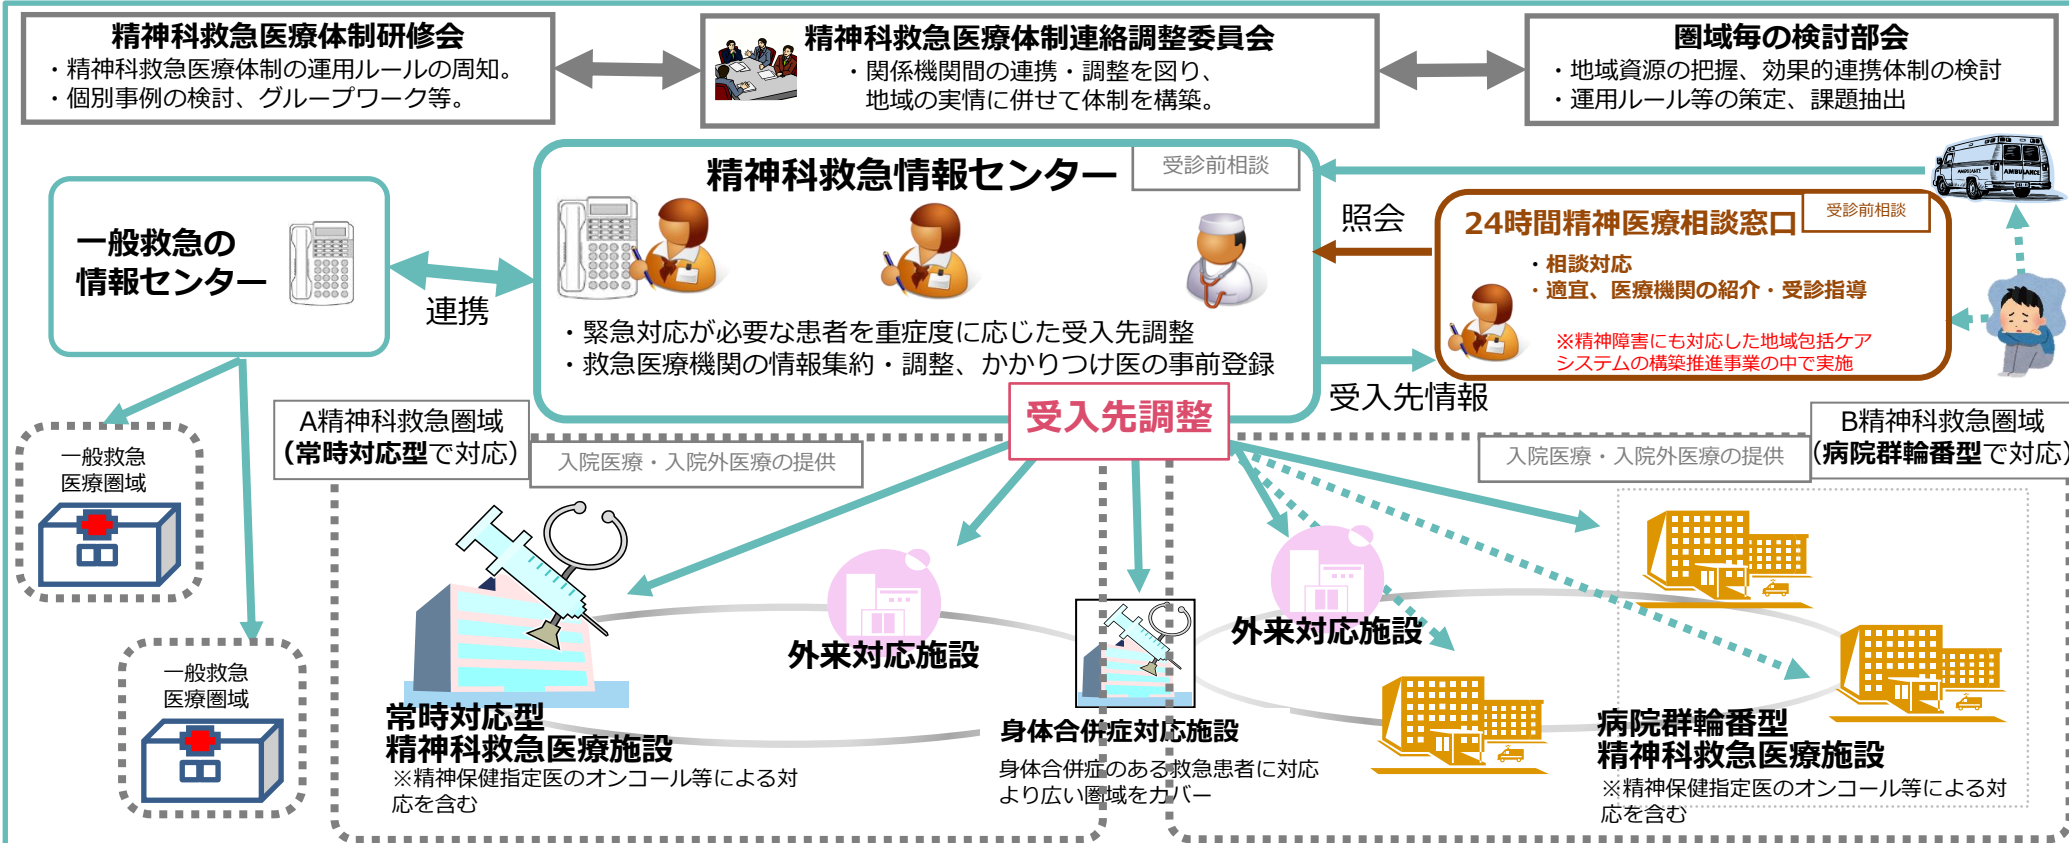 精神科救急医療体制研修会
・精神科救急医療体制の運用ルールの周知。
・個別事例の検討、グループワーク等。
精神科救急医療体制連絡調整委員会
・関係機関間の連携・調整を図り、
地域の実情に併せて体制を構築。
圏域毎の検討部会
・地域資源の把握、効果的連携体制の検討
・運用ルール等の策定、課題抽出
一般救急の
情報センター
連携
精神科救急情報センター
受診前相談
・緊急対応が必要な患者を重症度に応じた受入先調整
・救急医療機関の情報集約・調整、かかりつけ医の事前登録
照会
受入先情報
24時間精神医療相談窓口
受診前相談
・相談対応
・適宜、医療機関の紹介・受診指導
※精神障害にも対応した地域包括ケア
システムの構築推進事業の中で実施
AMBULANCE
AMBULANCE
受入先調整
A精神科救急圏域
(常時対応型で対応)
入院医療・入院外医療の提供
入院医療・入院外医療の提供
B精神科救急圏域
(病院群輪番型で対応)
一般救急
医療圏域
一般救急
医療圏域
外来対応施設
外来対応施設
常時対応型
精神科救急医療施設
※精神保健指定医のオンコール等による対
応を含む
身体合併症対応施設
身体合併症のある救急患者に対応
より広い圏域をカバー
病院群輪番型
精神科救急医療施設
※精神保健指定医のオンコール等による対
応を含む